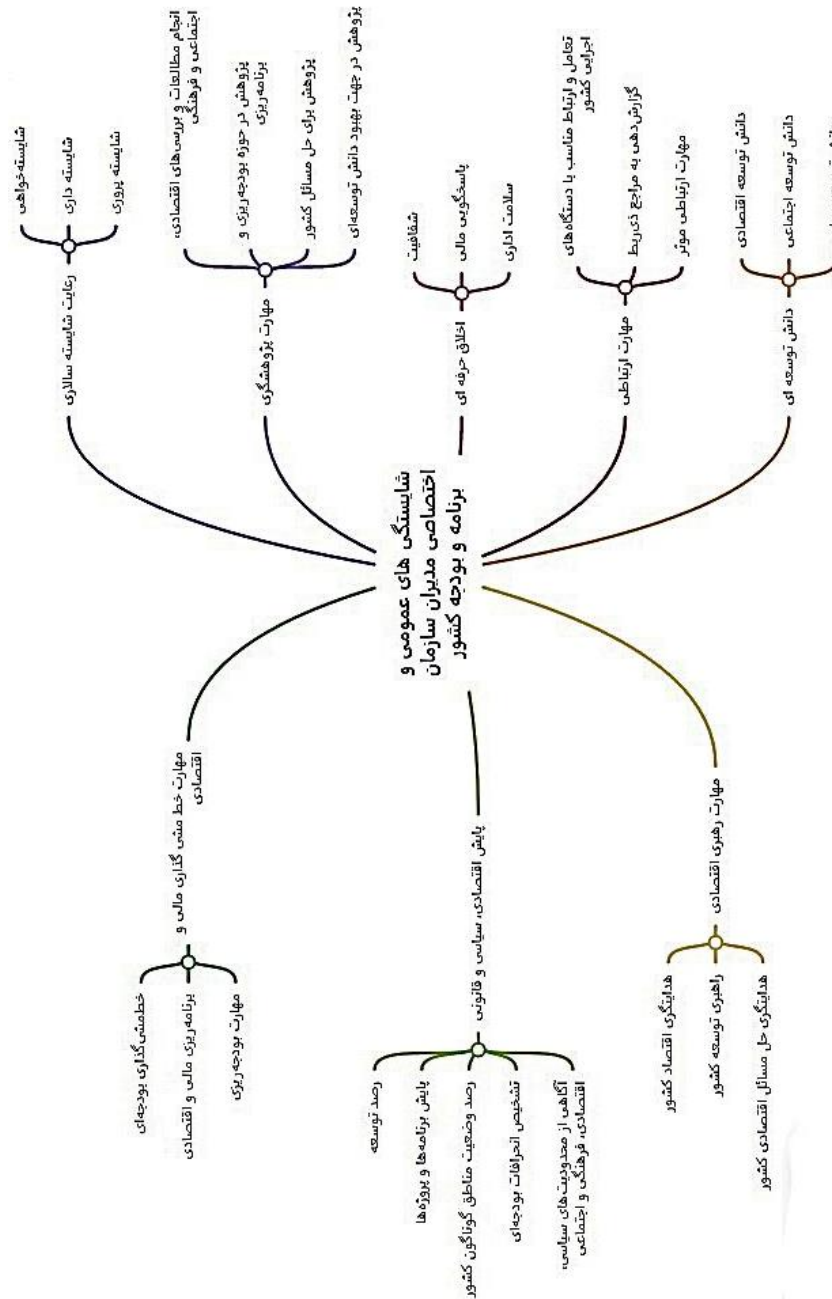 شایستگی های عمومی و
اختصاصی مدیران سازمان
برنامه و بودجه کشور
رعایت شایسته سالاری
شایسته‌خواهی
شایسته داری
شایسته پروری
مهارت پژوهشگری
انجام مطالعات و بررسی‌های اقتصادی،
اجتماعی و فرهنگی
پژوهش در حوزه بودجه‌ریزی و
برنامه‌ریزی
پژوهش برای حل مسائل کشور
پژوهش در جهت بهبود دانش توسعه‌ای
اخلاق حرفه ای
شفافیت
پاسخگویی مالی
سلامت اداری
مهارت ارتباطی
تعامل و ارتباط مناسب با دستگاه‌های
اجرایی کشور
گزارش‌دهی به مراجع ذی‌ربط
مهارت ارتباطی موثر
دانش توسعه ای
دانش توسعه اقتصادی
دانش توسعه اجتماعی
مهارت خط مشی گذاری مالی و
اقتصادی
خط‌مشی‌گذاری بودجه‌ای
برنامه‌ریزی مالی و اقتصادی
مهارت بودجه‌ریزی
پایش اقتصادی، سیاسی و قانونی
رصد توسعه
پایش برنامه‌ها و پروژه‌ها
رصد وضعیت مناطق گوناگون کشور
تشخیص انحرافات بودجه‌ای
آگاهی از محدودیت‌های سیاسی،
اقتصادی، فرهنگی و اجتماعی
مهارت رهبری اقتصادی
هدایتگری اقتصاد کشور
راهبری توسعه کشور
هدایتگری حل مسائل اقتصادی کشور